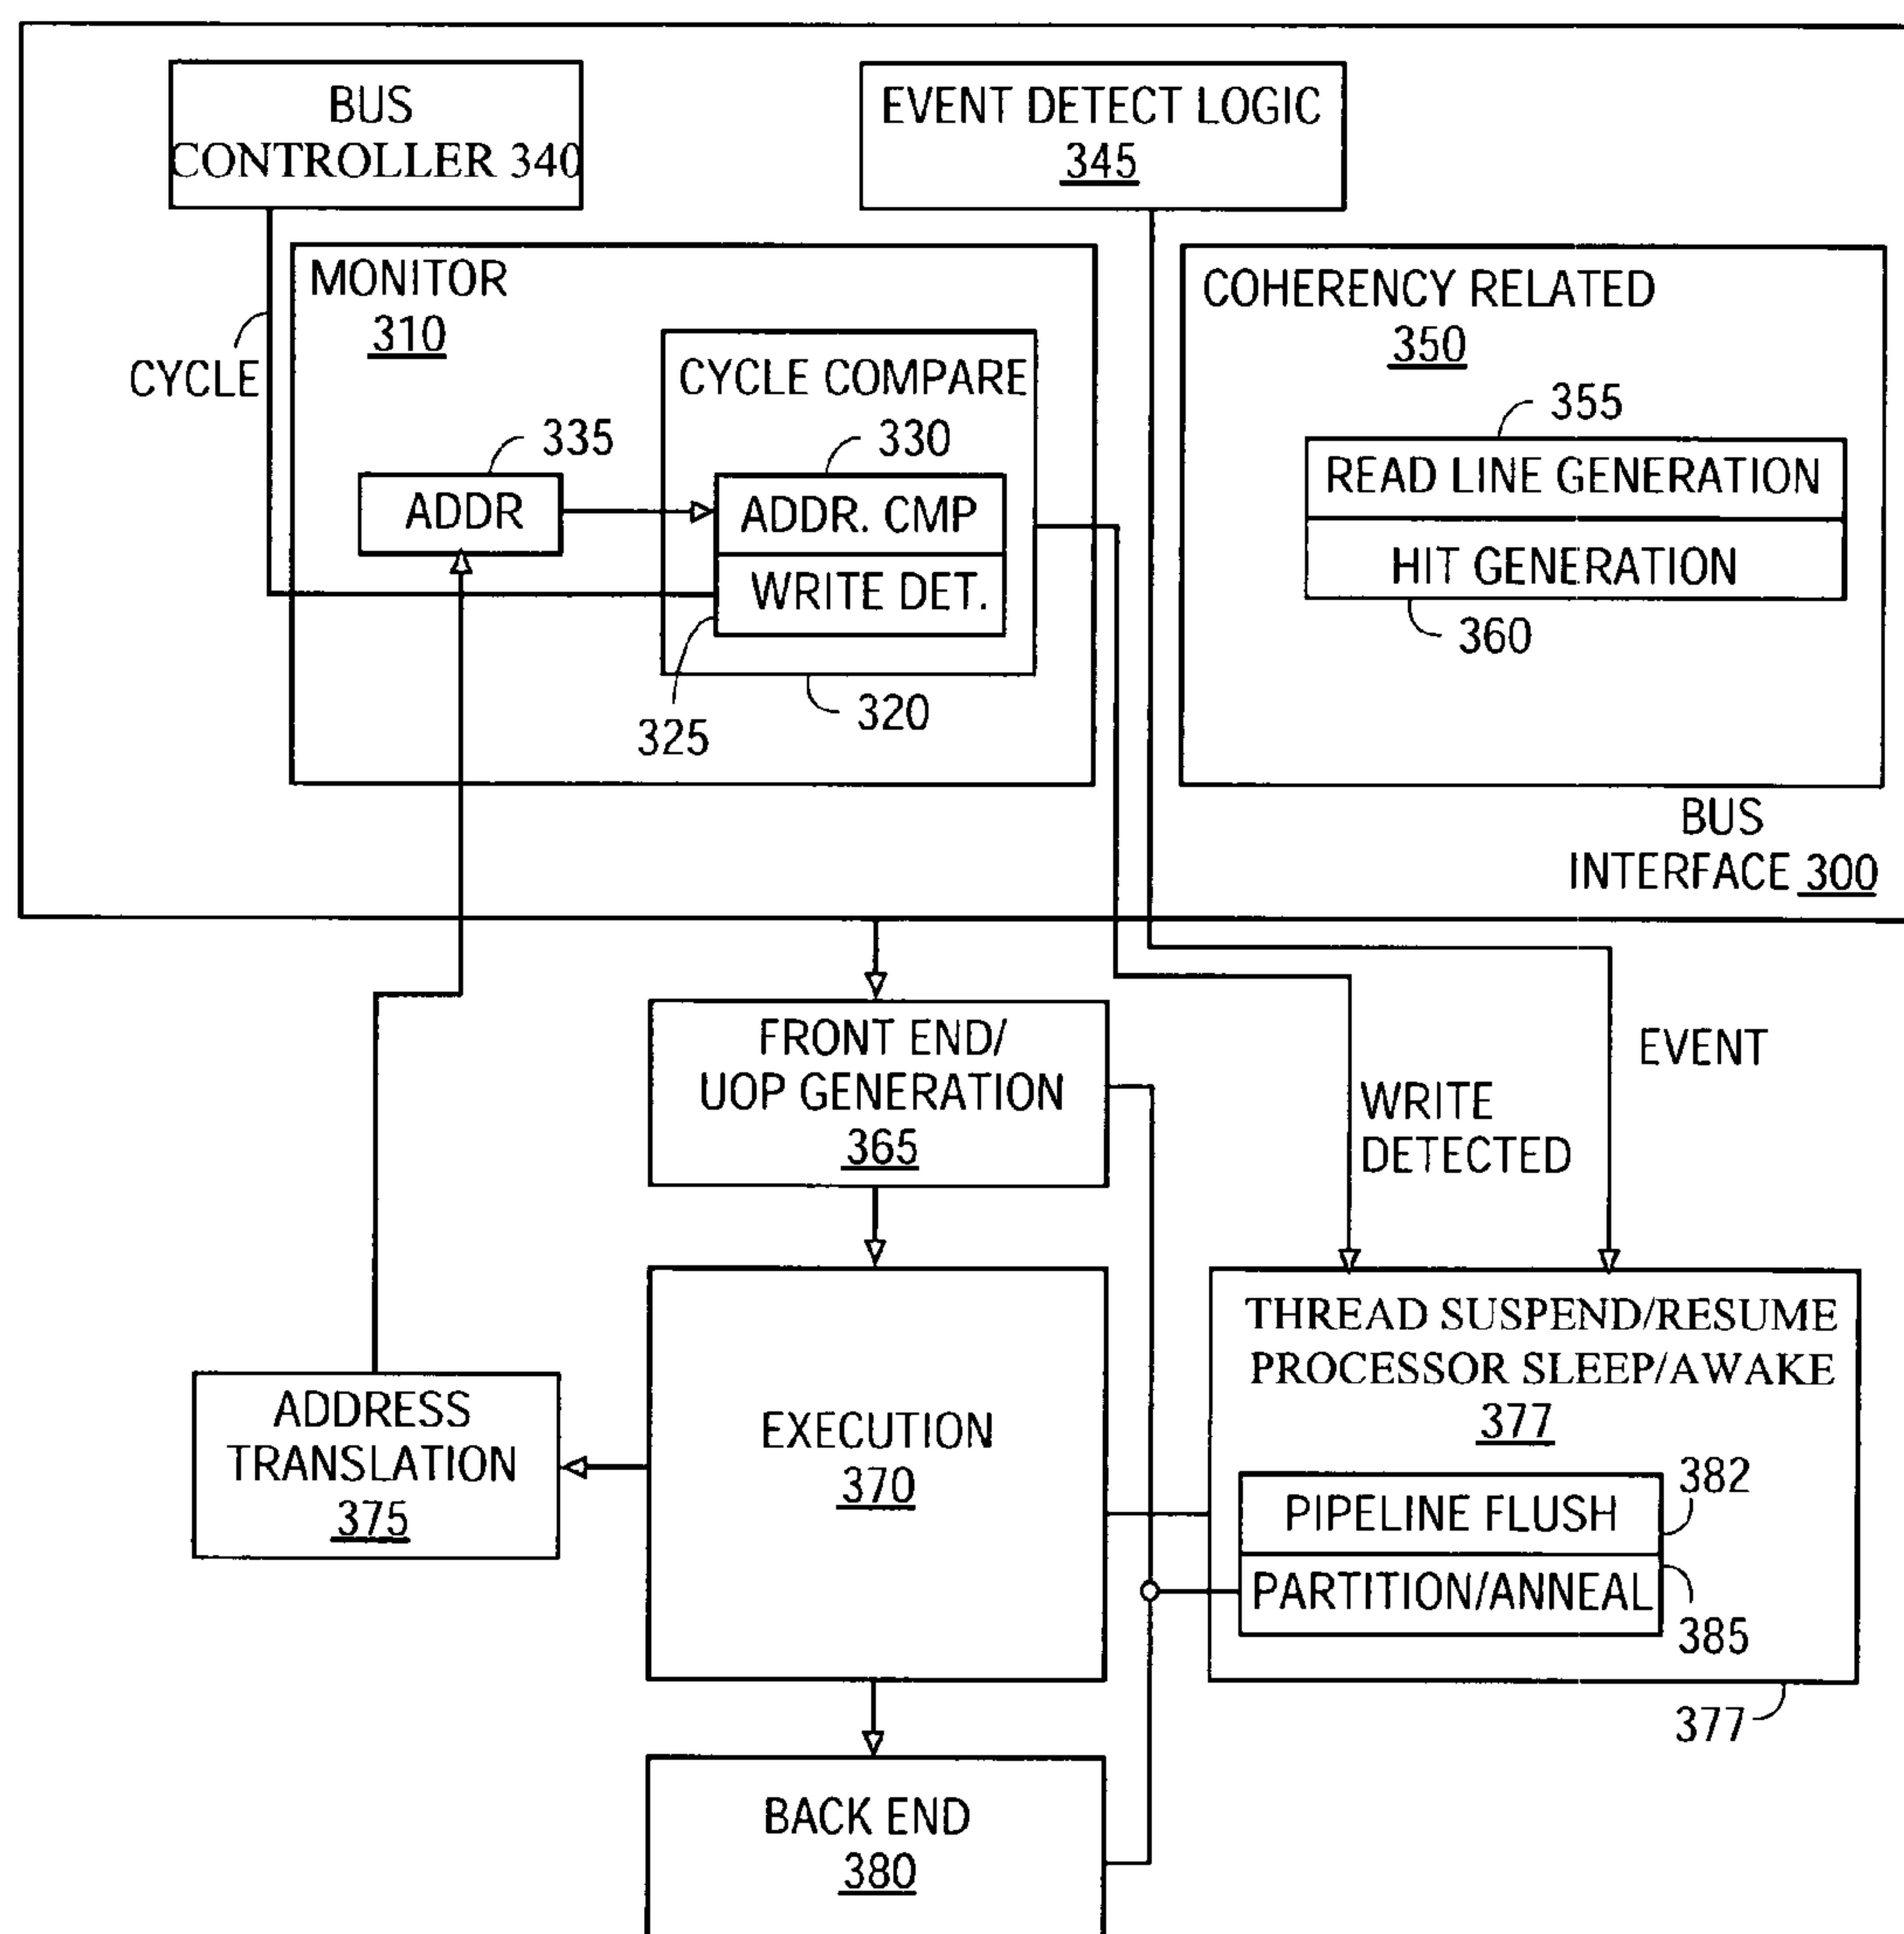 BUS
CONTROLLER 340
EVENT DETECT LOGIC
345
MONITOR
310
COHERENCY RELATED
350
CYCLE
CYCLE COMPARE
335
330
355
ADDR
ADDR. CMP
WRITE DET.
READ LINE GENERATION
HIT GENERATION
360
325
320
BUS
INTERFACE 300
FRONT END/
UOP GENERATION
365
EVENT
WRITE
DETECTED
THREAD SUSPEND/RESUME
PROCESSOR SLEEP/AWAKE
377
ADDRESS
TRANSLATION
375
EXECUTION
370
382
PIPELINE FLUSH
PARTITION/ANNEAL
385
377
BACK END
380